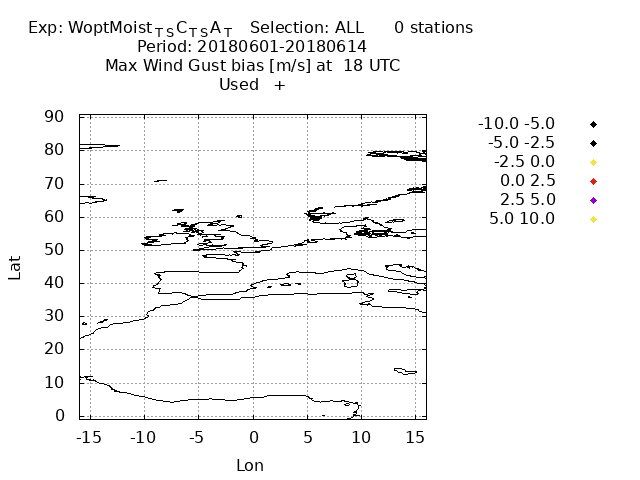 Exp: WoptMoist_TS C_TS A_T   Selection: ALL      0 stations
Period: 20180601-20180614
Max Wind Gust bias [m/s] at  18 UTC
Used   +
-10.0 -5.0
-5.0 -2.5
-2.5 0.0
0.0 2.5
2.5 5.0
5.0 10.0
90
80
70
60
50
40
30
20
10
0
Lat
-15 -10 -5 0 5 10 15
Lon